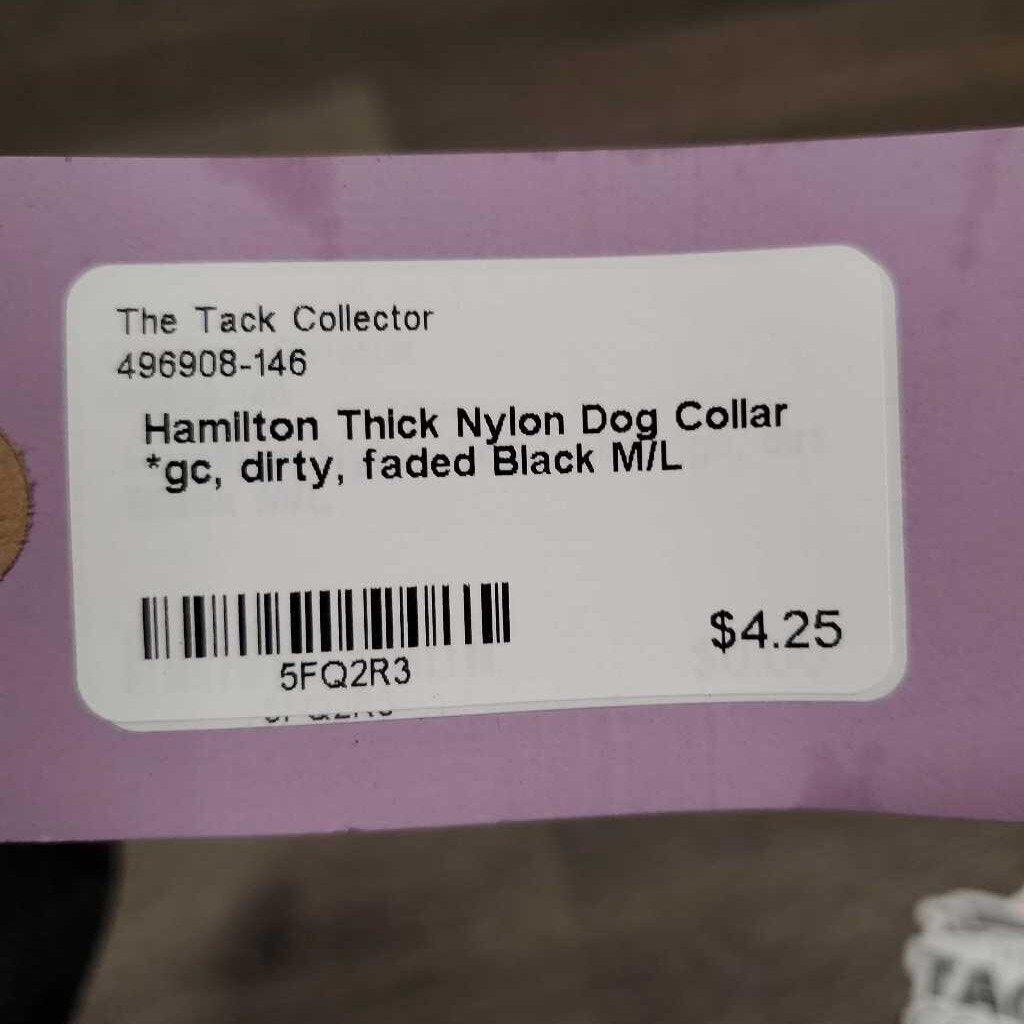 The Tack Collector
496908-146
Hamilton Thick Nylon Dog Collar
*gc, dirty, faded Black M/L
5FQ2R3
$4.25